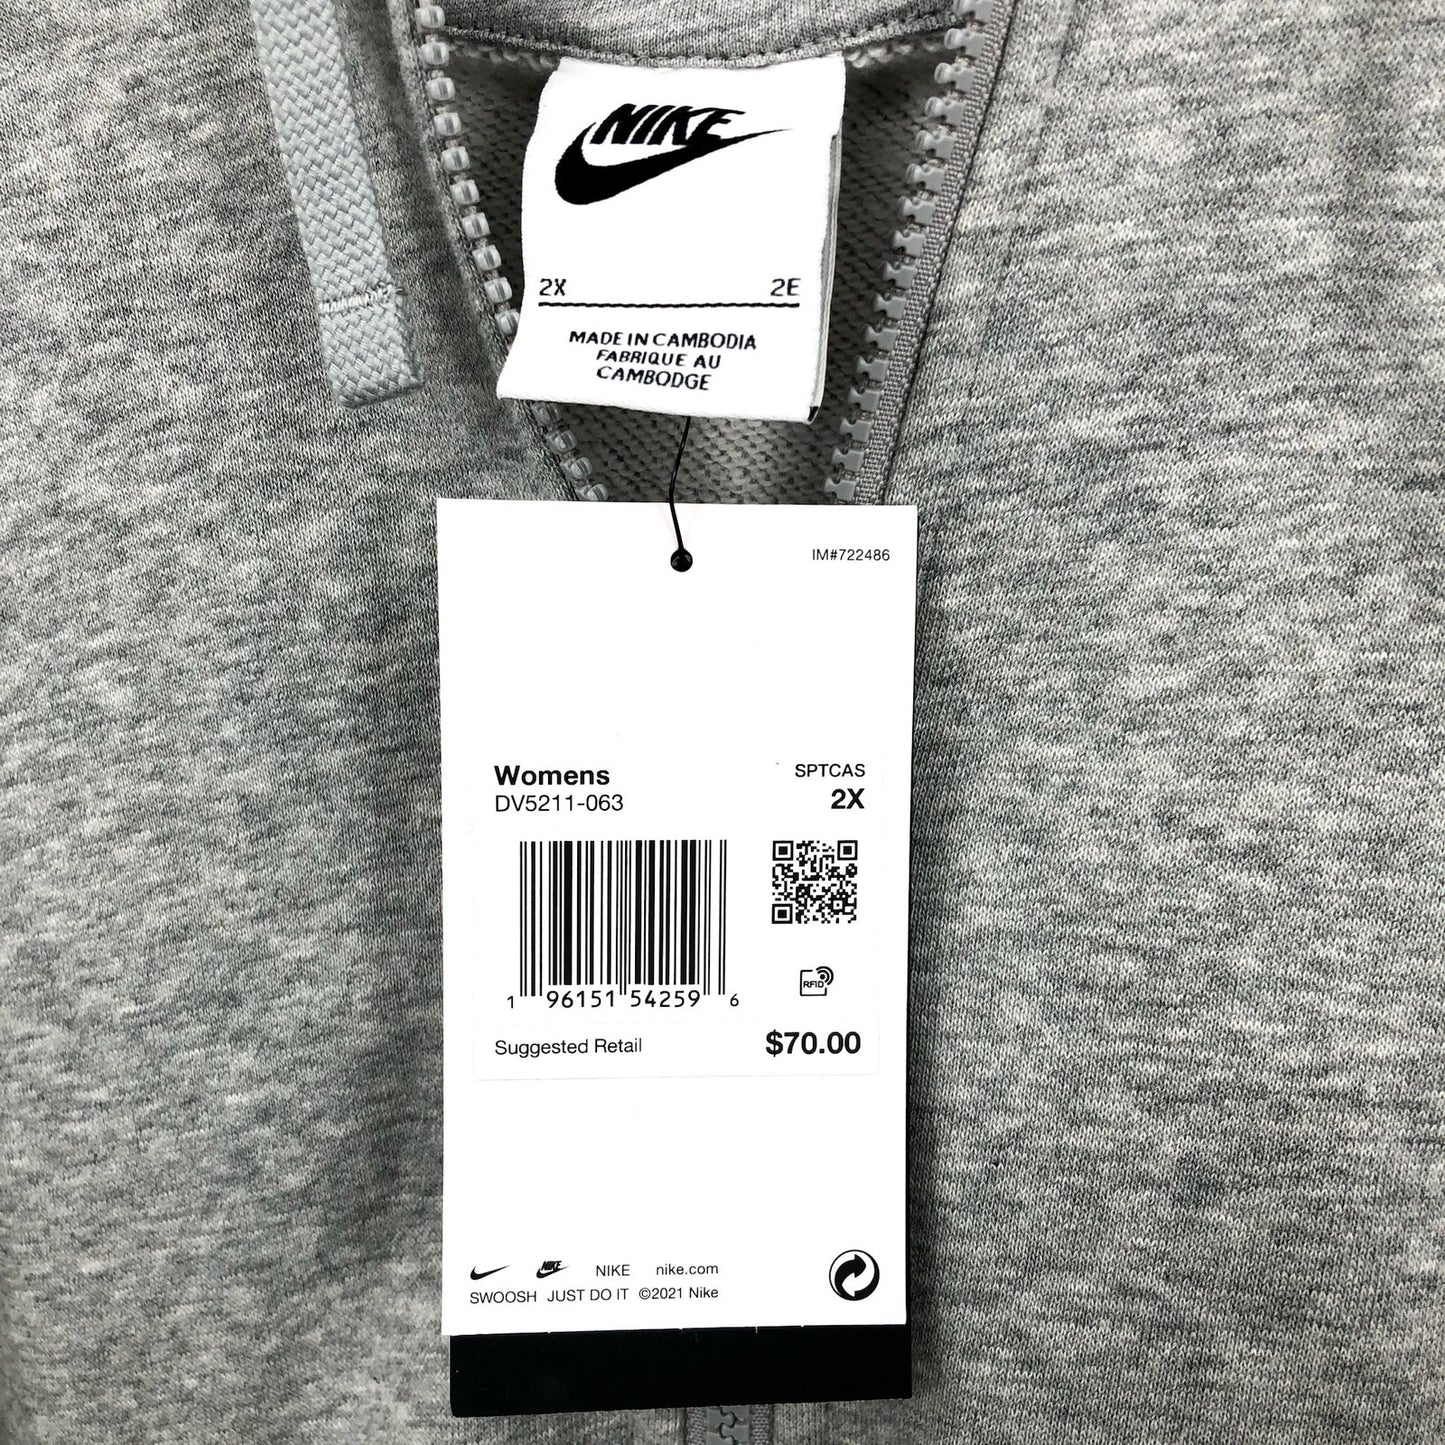 NIKE
2X 2E
MADE IN CAMBODIA
FABRIQUE AU
CAMBODGE
IM#722486
Womens SPTCAS
DV5211-063 2X
RFID
1 96151 54259 6
Suggested Retail $70.00
NIKE NIKE nike.com
SWOOSH JUST DO IT ©2021 Nike